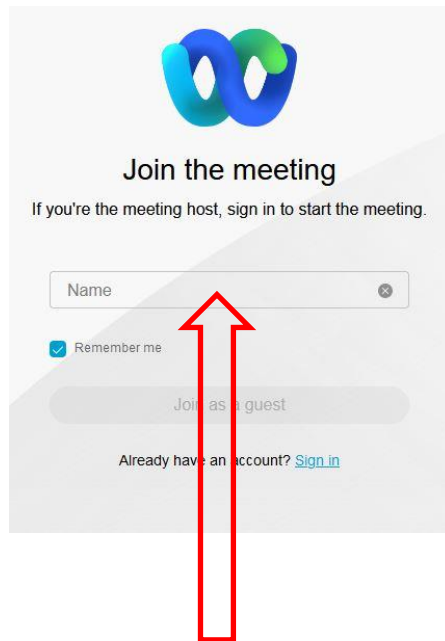 Join the meeting
If you're the meeting host, sign in to start the meeting.
Name
Remember me
Join as a guest
Already have an account? Sign in